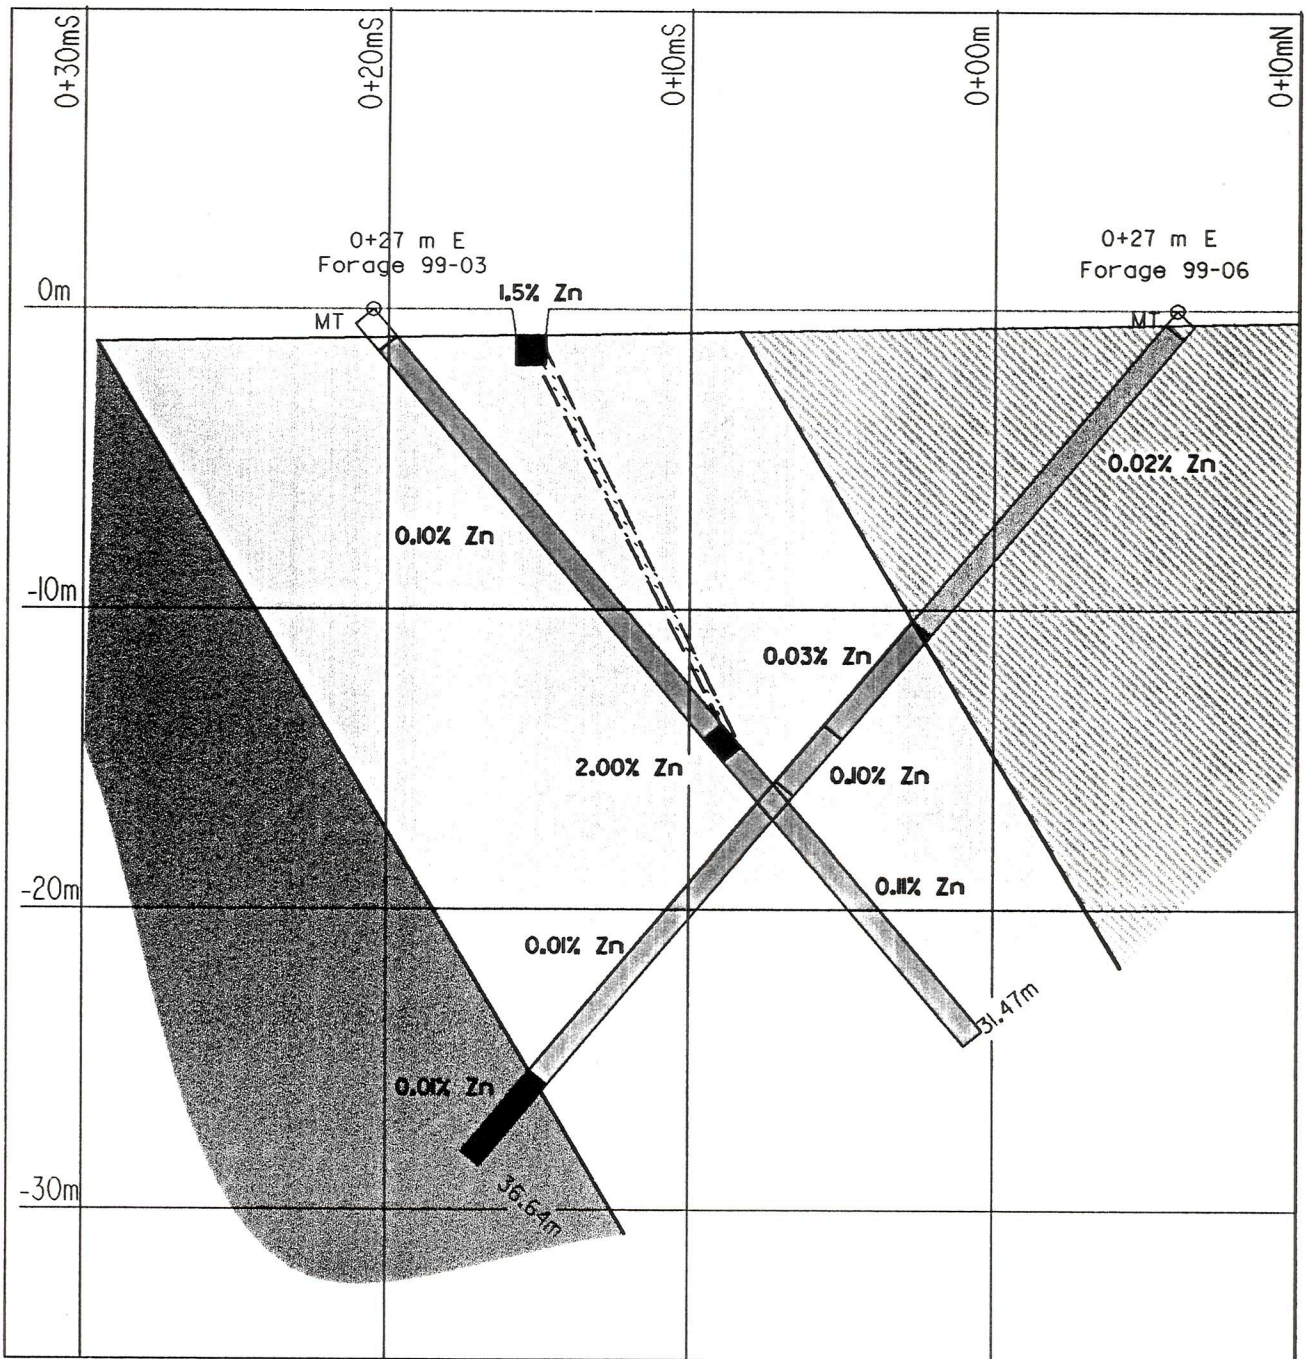 0+30mS
0+20mS
0+10mS
0+00m
0+10mN
0+27 m E
Forage 99-03
0+27 m E
Forage 99-06
0m
1.5% Zn
MT
MT
0.02% Zn
0.10% Zn
-10m
0.03% Zn
2.00% Zn
0.10% Zn
0.11% Zn
-20m
0.01% Zn
31.47m
0.01% Zn
-30m
36.64m